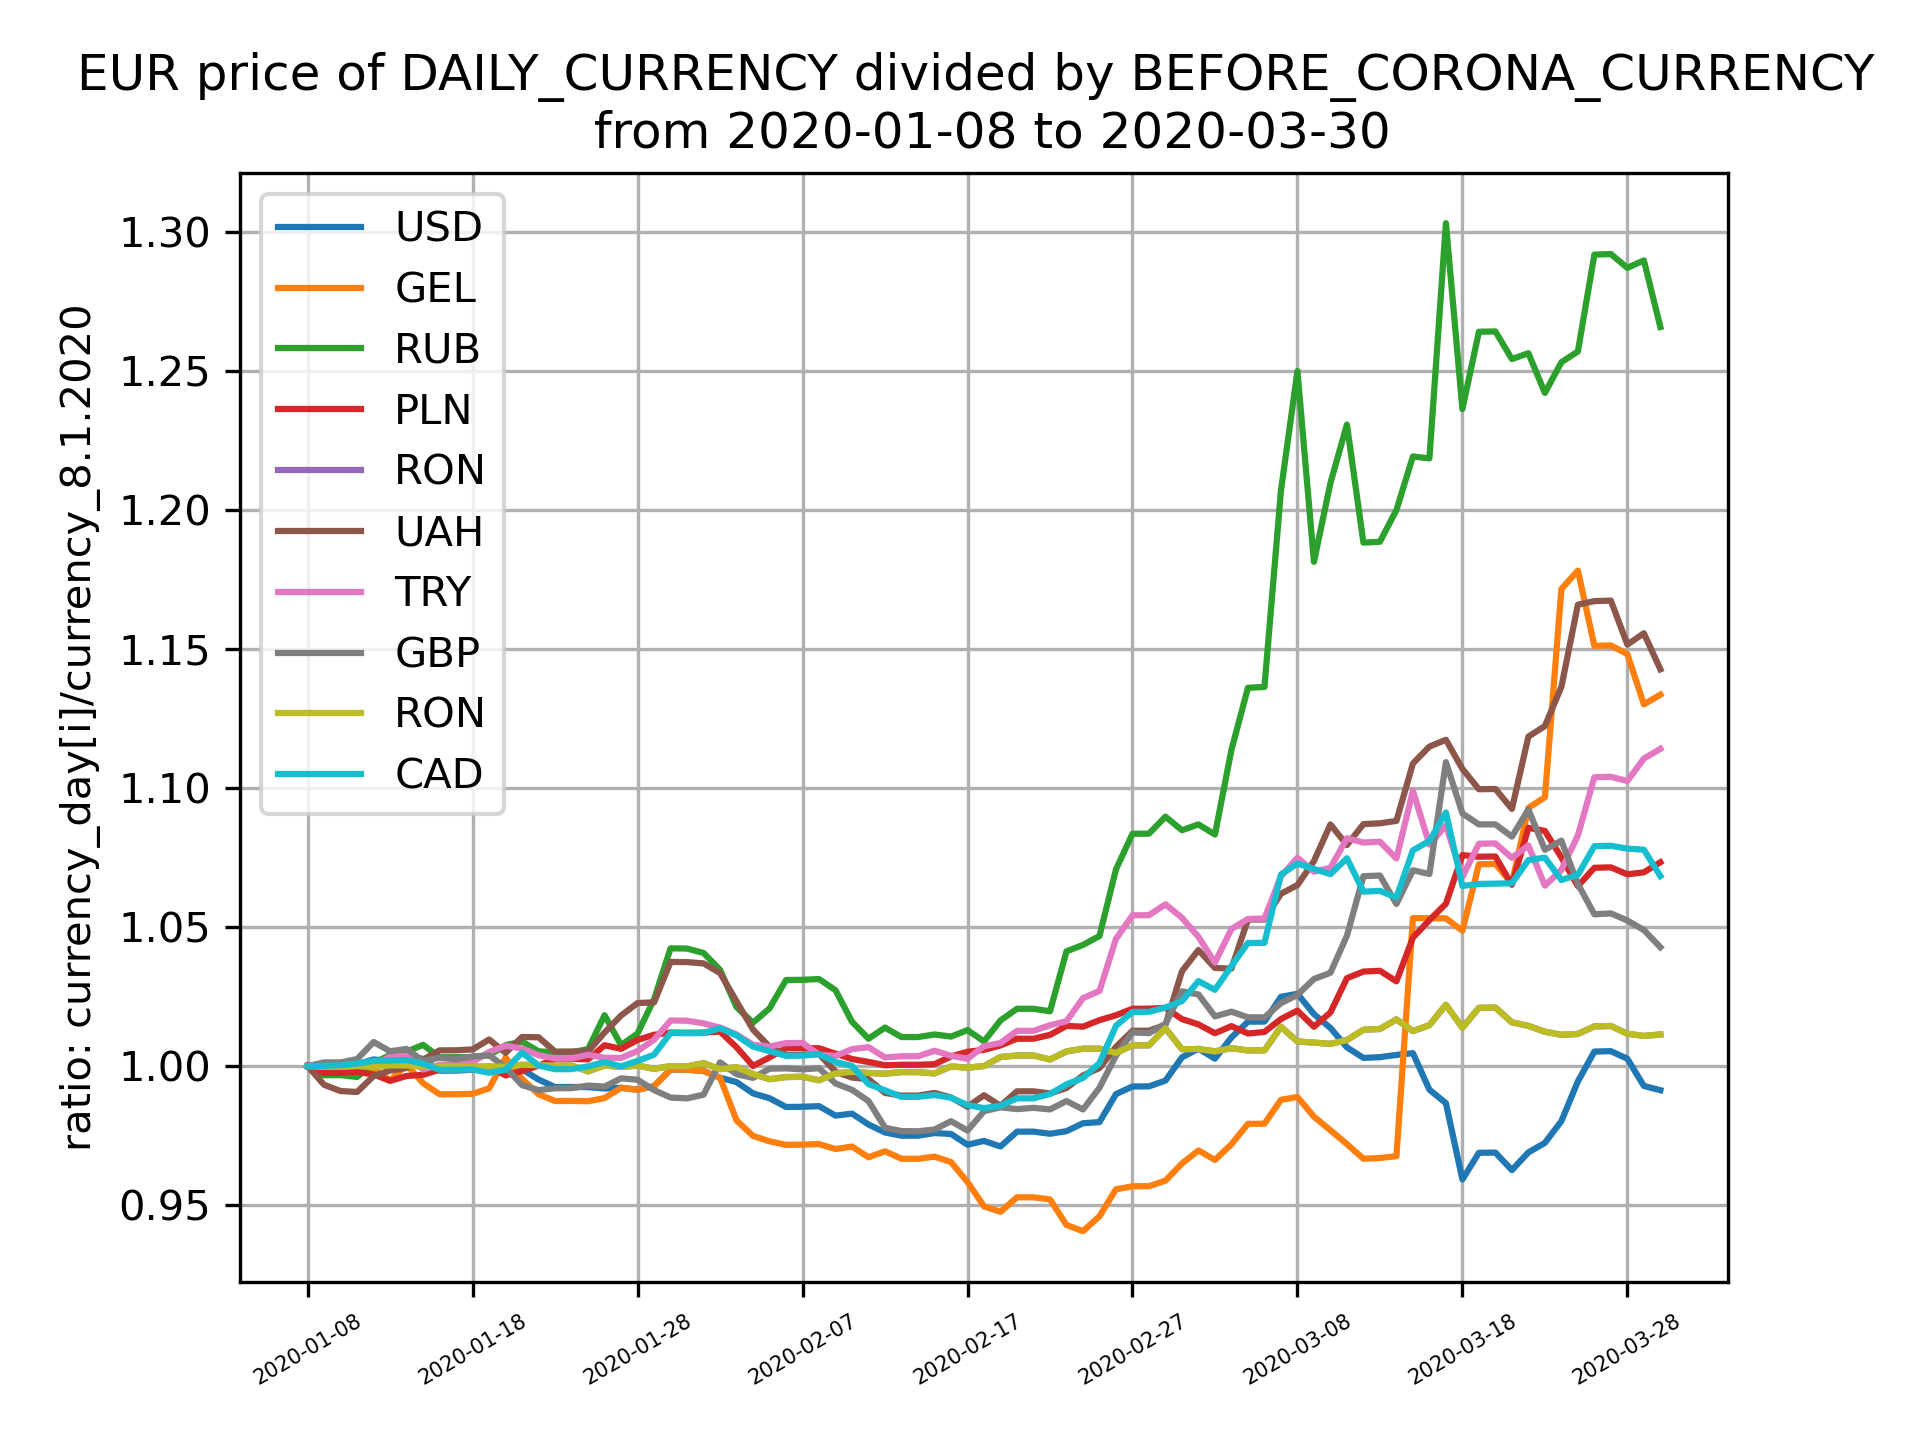 EUR price of DAILY_CURRENCY divided by BEFORE_CORONA_CURRENCY
from 2020-01-08 to 2020-03-30
ratio: currency_day[i]/currency_8.1.2020
1.30
1.25
1.20
1.15
1.10
1.05
1.00
0.95
USD
GEL
RUB
PLN
RON
UAH
TRY
GBP
RON
CAD
2020-01-08
2020-01-18
2020-01-28
2020-02-07
2020-02-17
2020-02-27
2020-03-08
2020-03-18
2020-03-28